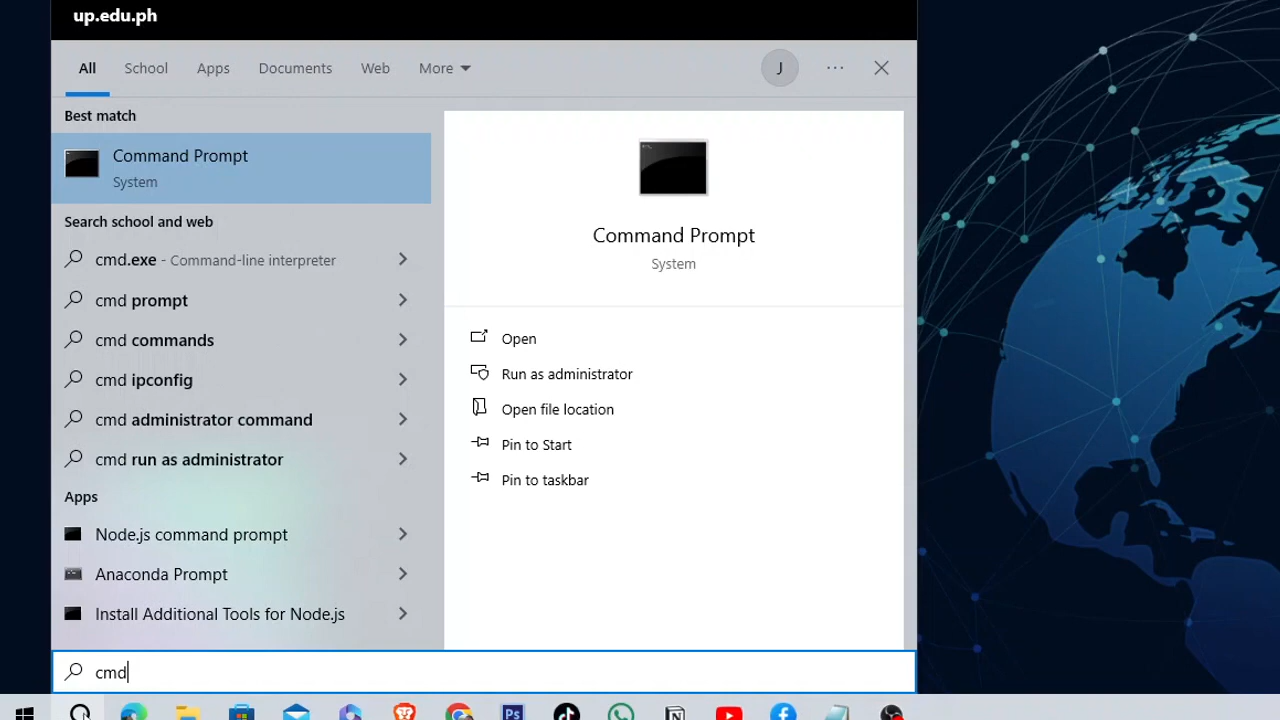 up.edu.ph
All School Apps Documents Web More
J ···
Best match
Command Prompt
System
Search school and web
cmd.exe - Command-line interpreter
cmd prompt
cmd commands
cmd ipconfig
cmd administrator command
cmd run as administrator
Apps
Node.js command prompt
Anaconda Prompt
Install Additional Tools for Node.js
Command Prompt
System
Open
Run as administrator
Open file location
Pin to Start
Pin to taskbar
cmd
Ps